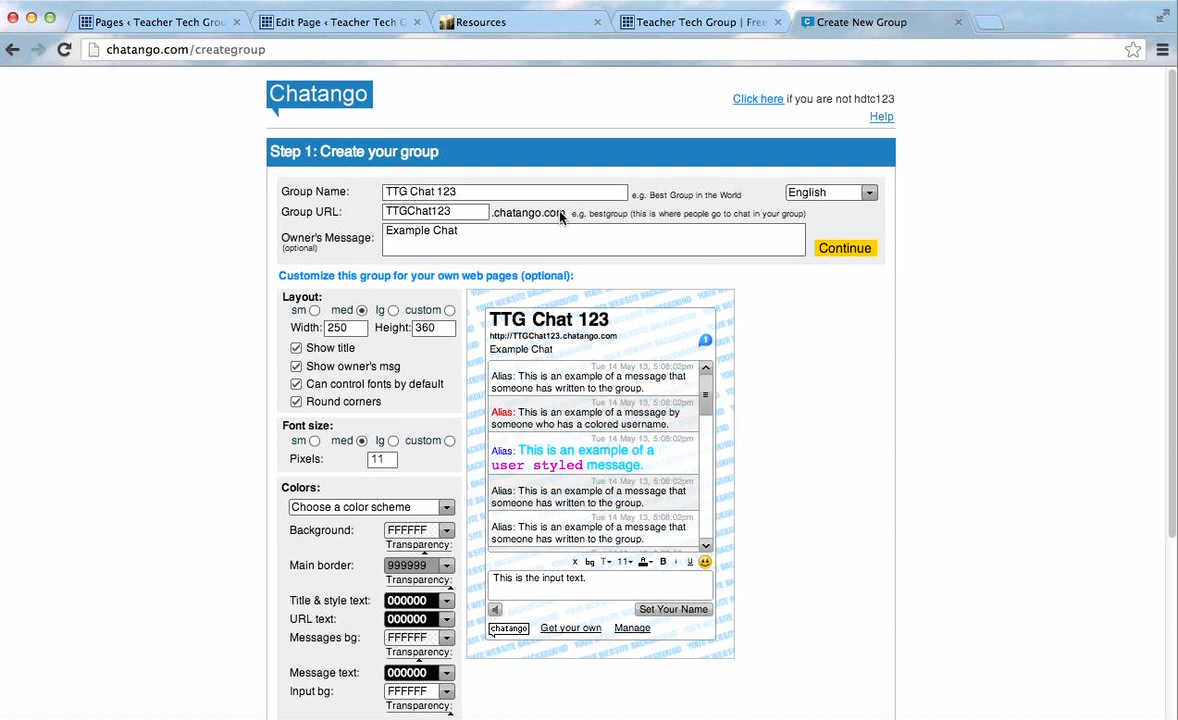 Pages ‹ Teacher Tech Grou
Edit Page ‹ Teacher Tech G
Resources
Teacher Tech Group | Free
Create New Group
chatango.com/creategroup
Chatango
Click here if you are not hdtc123
Help
Step 1: Create your group
Group Name: TTG Chat 123 e.g. Best Group in the World English
Group URL: TTGChat123 .chatango.com e.g. bestgroup (this is where people go to chat in your group)
Owner's Message: Example Chat
(optional)
Continue
Customize this group for your own web pages (optional):
Layout:
sm med lg custom
Width: 250 Height: 360
Show title
Show owner's msg
Can control fonts by default
Round corners
Font size:
sm med lg custom
Pixels: 11
Colors:
Choose a color scheme
Background: FFFFFF
Transparency:
Main border: 999999
Transparency:
Title & style text: 000000
URL text: 000000
Messages bg: FFFFFF
Transparency:
Message text: 000000
Input bg: FFFFFF
Transparency:
YOUR WEBSITE BACKGROUND
TTG Chat 123
http://TTGChat123.chatango.com
1
Example Chat
Tue 14 May 13, 5:08:02pm
Alias: This is an example of a message that
someone has written to the group.
Tue 14 May 13, 5:08:02pm
Alias: This is an example of a message by
someone who has a colored username.
Tue 14 May 13, 5:08:02pm
Alias: This is an example of a
user styled message.
Tue 14 May 13, 5:08:02pm
Alias: This is an example of a message that
someone has written to the group.
Tue 14 May 13, 5:08:02pm
Alias: This is an example of a message that
someone has written to the group.
x bg T 11 A B i U
This is the input text.
Set Your Name
chatango Get your own Manage